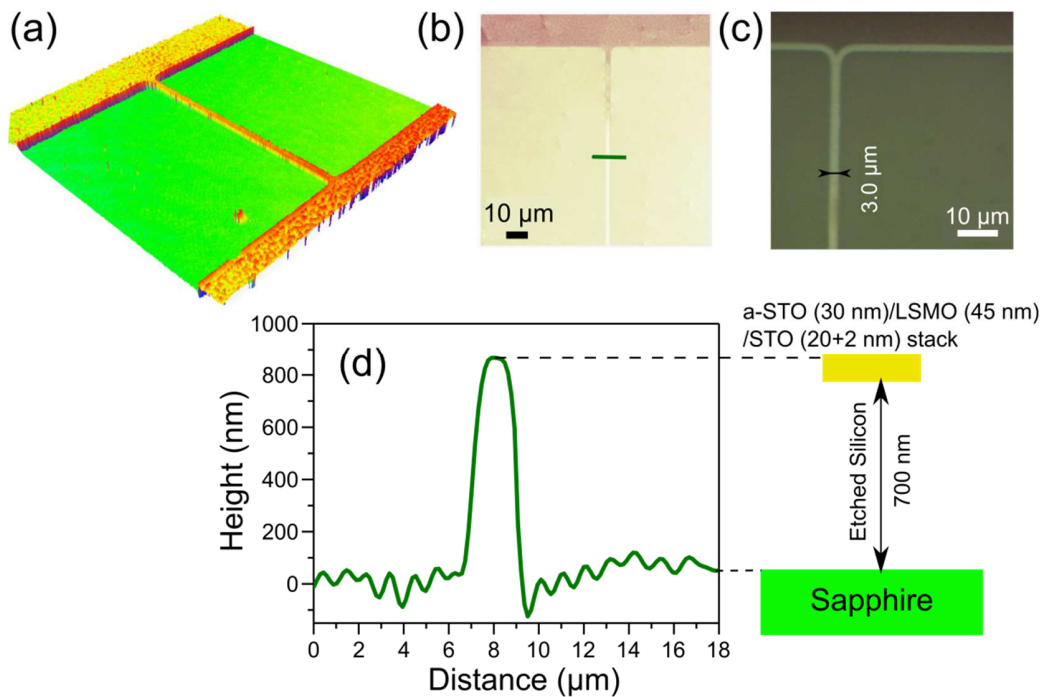 (a)
(b)
10 µm
(c)
3.0 µm
10 µm
a-STO (30 nm)/LSMO (45 nm)
/STO (20+2 nm) stack
(d)
Height (nm)
1000
800
600
400
200
0
0 2 4 6 8 10 12 14 16 18
Distance (µm)
Etched Silicon
700 nm
Sapphire